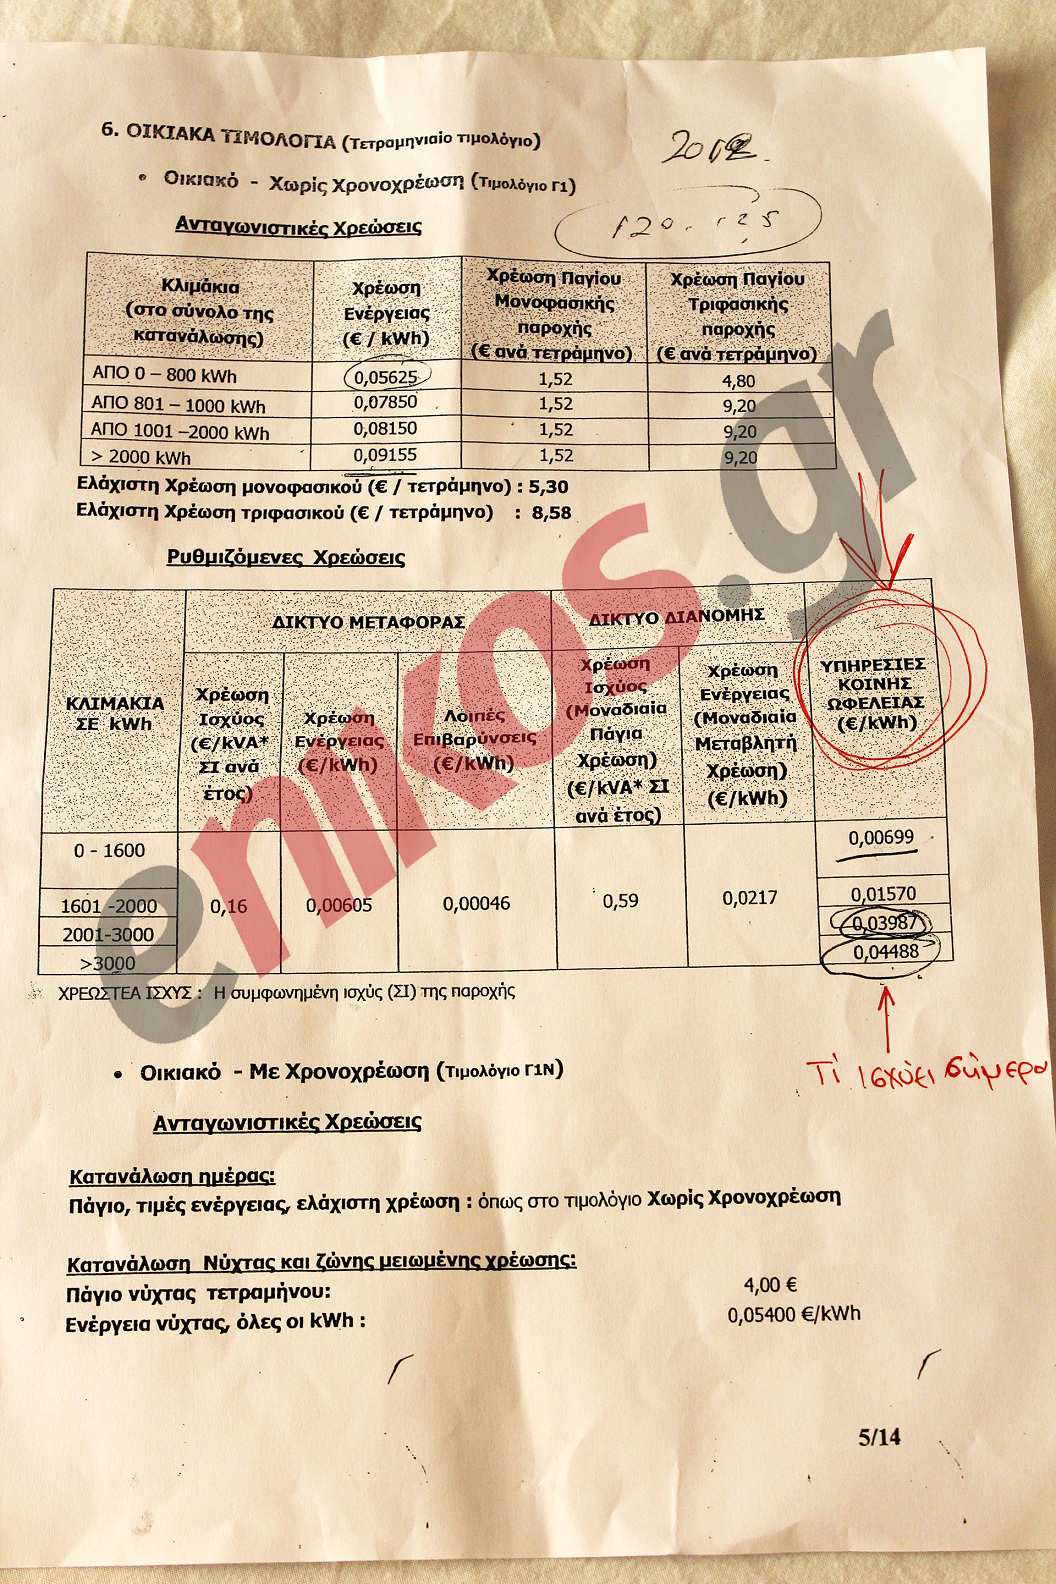 6. ΟΙΚΙΑΚΑ ΤΙΜΟΛΟΓΙΑ (Τετραμηνιαίο τιμολόγιο)
2012
• Οικιακό - Χωρίς Χρονοχρέωση (Τιμολόγιο Γ1)
Ανταγωνιστικές Χρεώσεις
120.
Κλιμάκια (στο σύνολο της κατανάλωσης) Χρέωση Ενέργειας (€ / kWh) Χρέωση Παγίου Μονοφασικής παροχής (€ ανά τετράμηνο) Χρέωση Παγίου Τριφασικής παροχής (€ ανά τετράμηνο)
ΑΠΟ 0 – 800 kWh 0,05625 1,52 4,80
ΑΠΟ 801 – 1000 kWh 0,07850 1,52 9,20
ΑΠΟ 1001 –2000 kWh 0,08150 1,52 9,20
> 2000 kWh 0,09155 1,52 9,20
Ελάχιστη Χρέωση μονοφασικού (€ / τετράμηνο) : 5,30
Ελάχιστη Χρέωση τριφασικού (€ / τετράμηνο) : 8,58
Ρυθμιζόμενες Χρεώσεις
ΔΙΚΤΥΟ ΜΕΤΑΦΟΡΑΣ ΔΙΚΤΥΟ ΔΙΑΝΟΜΗΣ
ΚΛΙΜΑΚΙΑ ΣΕ kWh Χρέωση Ισχύος (€/kVA* ΣΙ ανά έτος) Χρέωση Ενέργειας (€/kWh) Λοιπές Επιβαρύνσεις (€/kWh) Χρέωση Ισχύος (Μοναδιαία Πάγια Χρέωση) (€/kVA* ΣΙ ανά έτος) Χρέωση Ενέργειας (Μοναδιαία Μεταβλητή Χρέωση) (€/kWh) ΥΠΗΡΕΣΙΕΣ ΚΟΙΝΗΣ ΩΦΕΛΕΙΑΣ (€/kWh)
0 - 1600 0,00699
1601 -2000 0,16 0,00605 0,00046 0,59 0,0217 0,01570
2001-3000 0,03987
>3000 0,04488
ΧΡΕΩΣΤΕΑ ΙΣΧΥΣ : Η συμφωνημένη ισχύς (ΣΙ) της παροχής
Τί ισχύει σήμερα
• Οικιακό - Με Χρονοχρέωση (Τιμολόγιο Γ1Ν)
Ανταγωνιστικές Χρεώσεις
Κατανάλωση ημέρας:
Πάγιο, τιμές ενέργειας, ελάχιστη χρέωση : όπως στο τιμολόγιο Χωρίς Χρονοχρέωση
Κατανάλωση Νύχτας και ζώνης μειωμένης χρέωσης:
Πάγιο νύχτας τετραμήνου: 4,00 €
Ενέργεια νύχτας, όλες οι kWh : 0,05400 €/kWh
5/14
enikos.gr